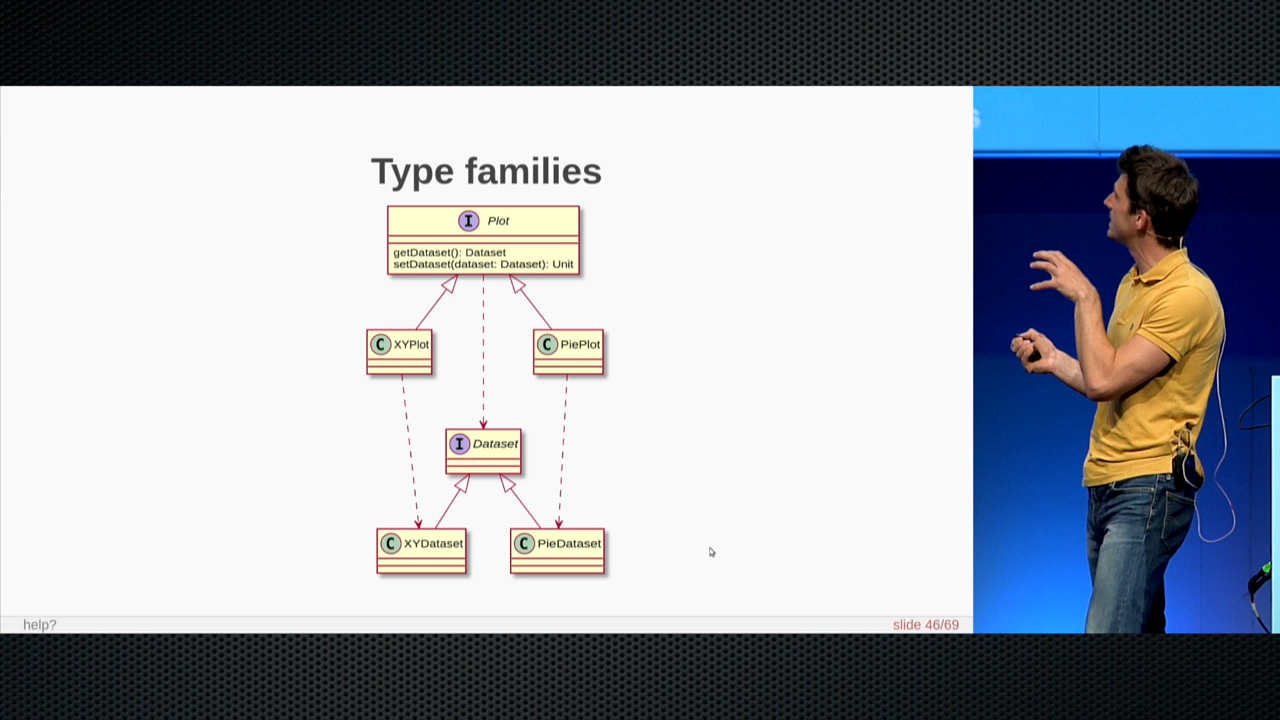 Type families
I Plot
getDataset(): Dataset
setDataset(dataset: Dataset): Unit
C XYPlot
C PiePlot
I Dataset
C XYDataset
C PieDataset
help?
slide 46/69
s